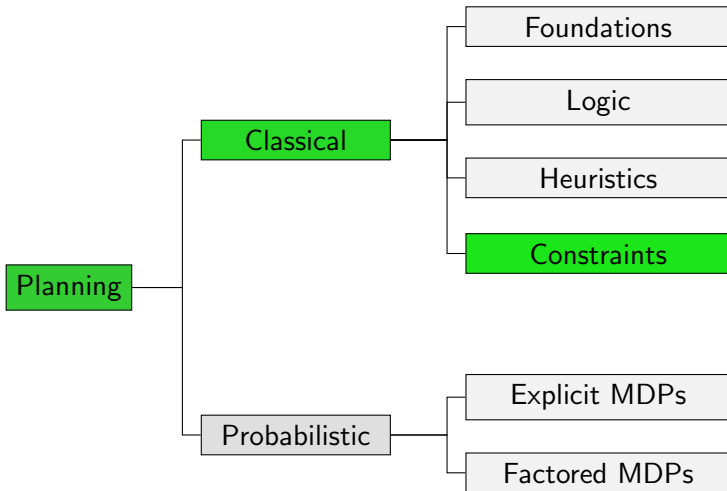 Foundations
Logic
Classical
Heuristics
Constraints
Planning
Explicit MDPs
Probabilistic
Factored MDPs